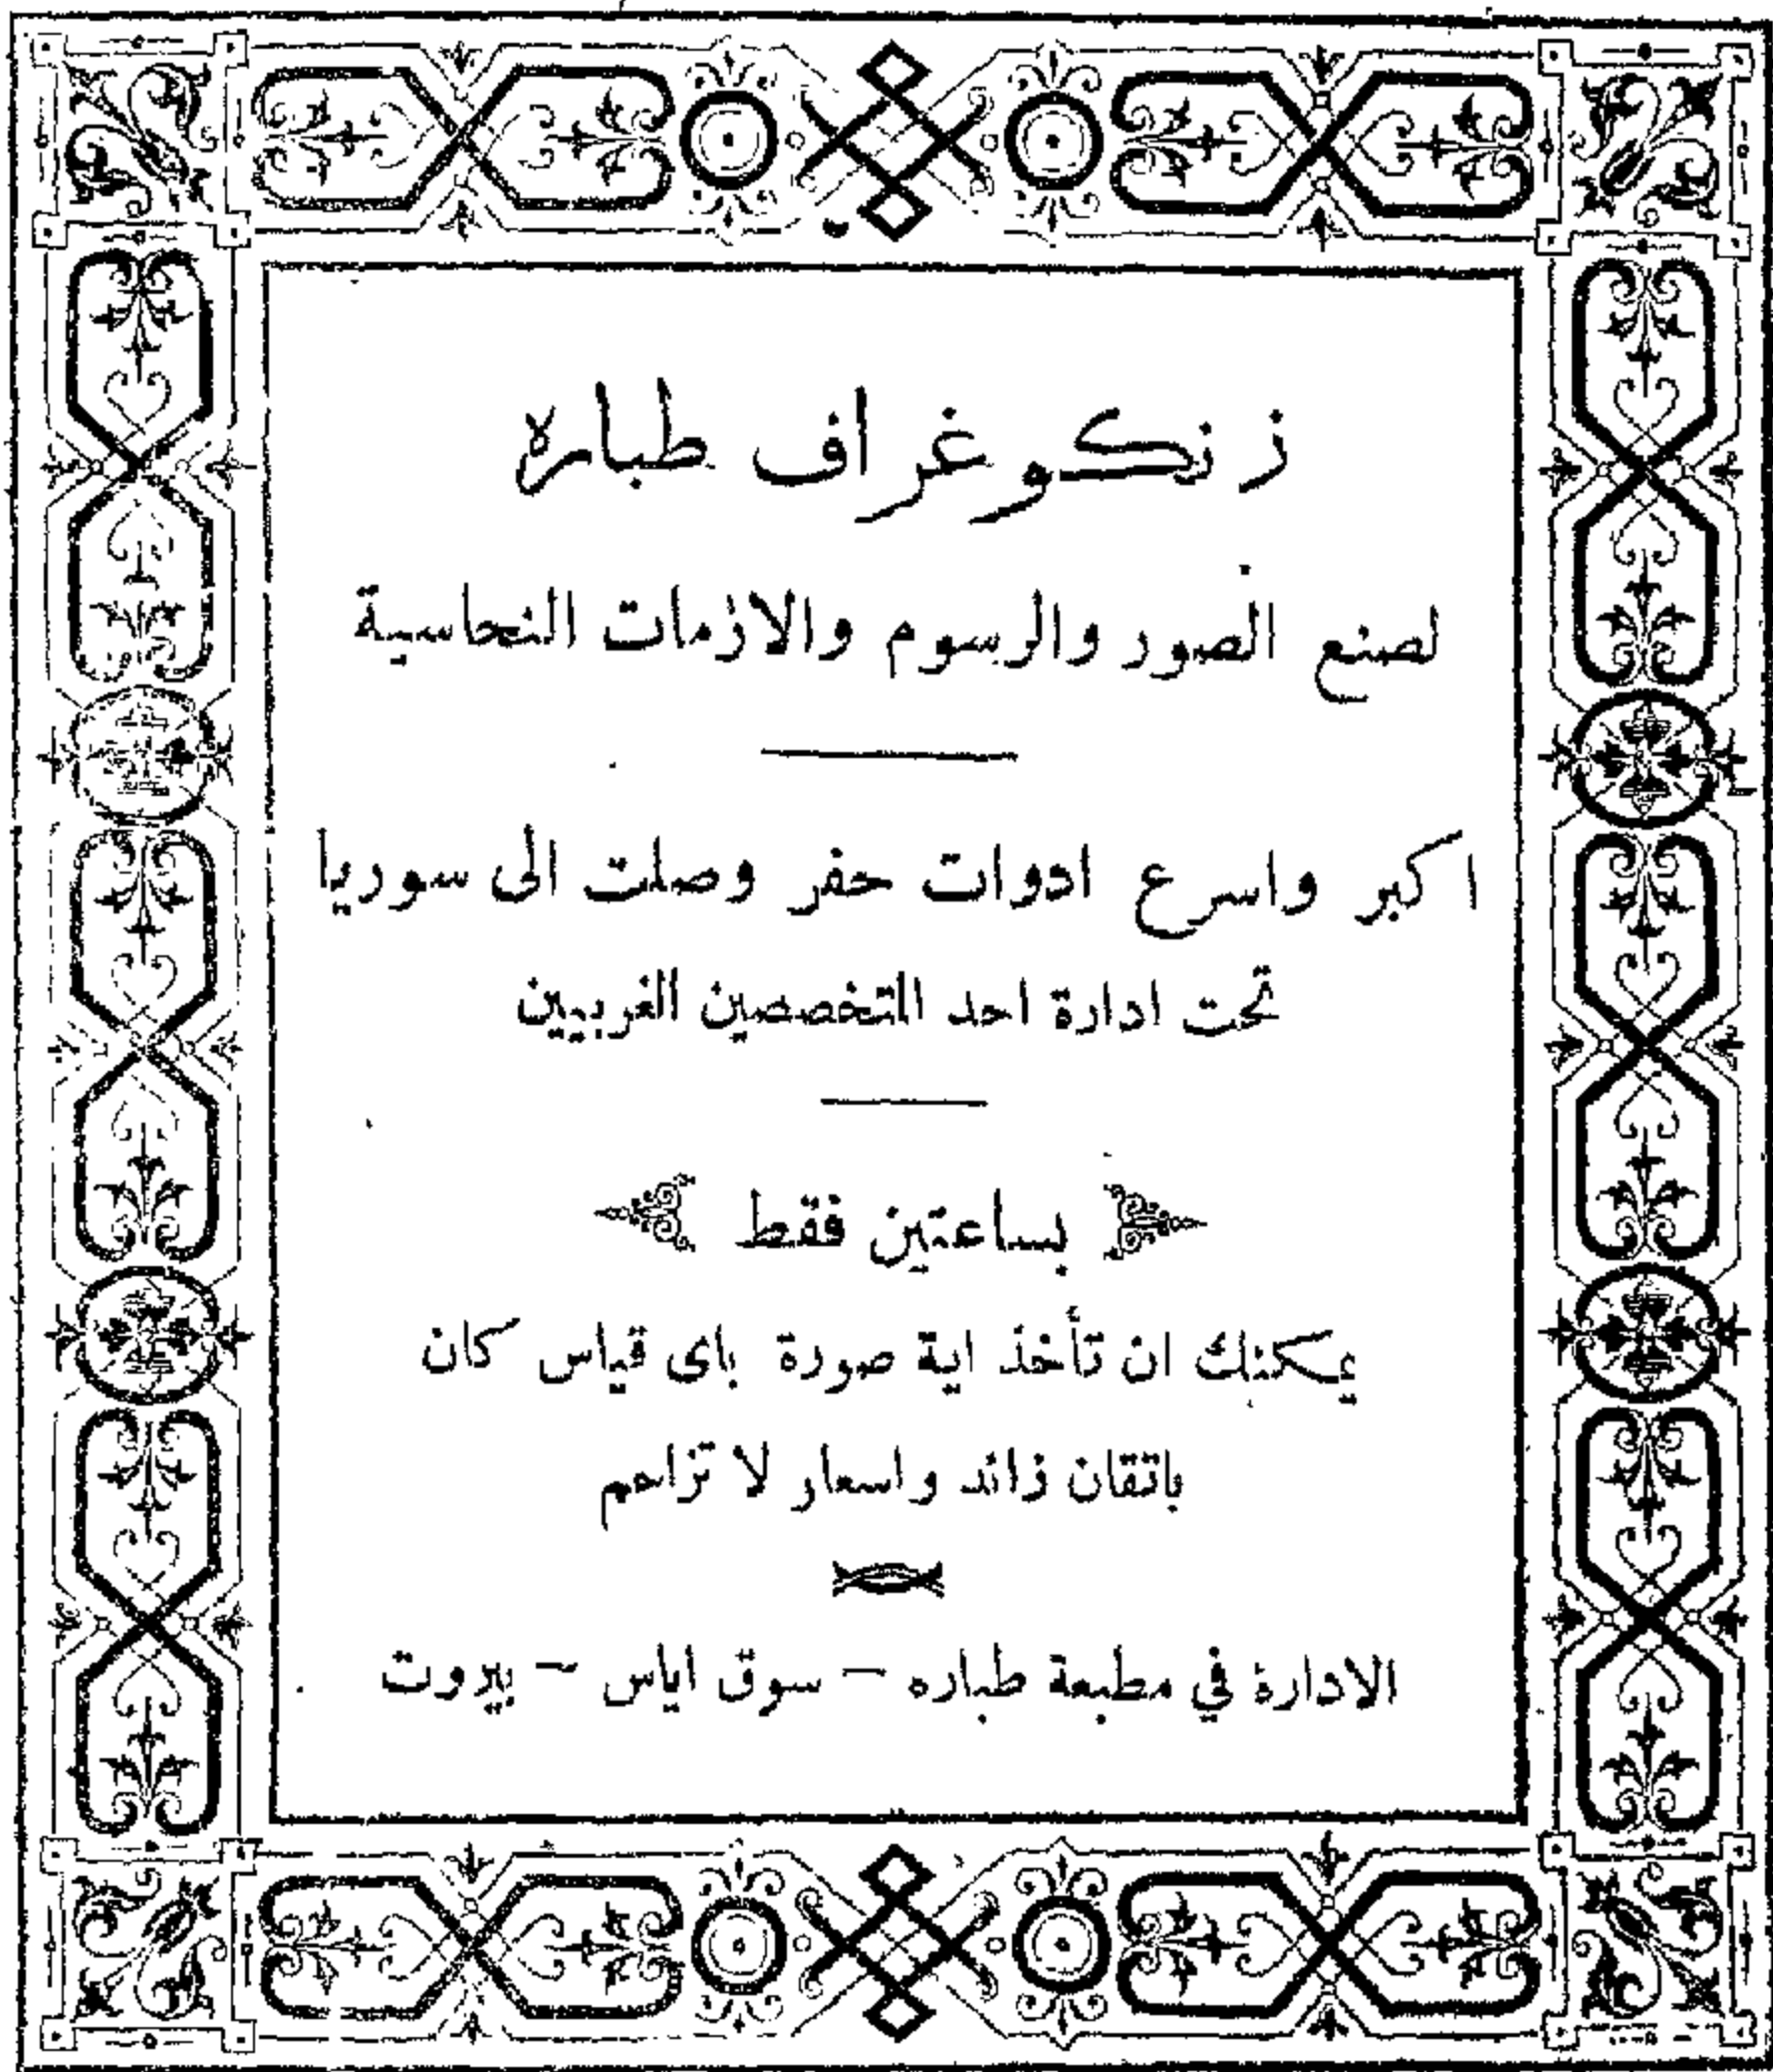 زنكوغراف طباره
لصنع الصور والرسوم والازمات النحاسية
اكبر واسرع ادوات حفر وصلت الى سوريا
تحت ادارة احد المتخصصين الغربيين
بساعتين فقط
يمكنك ان تأخذ اية صورة باى قياس كان
باتقان زائد واسعار لا تزاحم
الادارة في مطبعة طباره — سوق اياس — بيروت